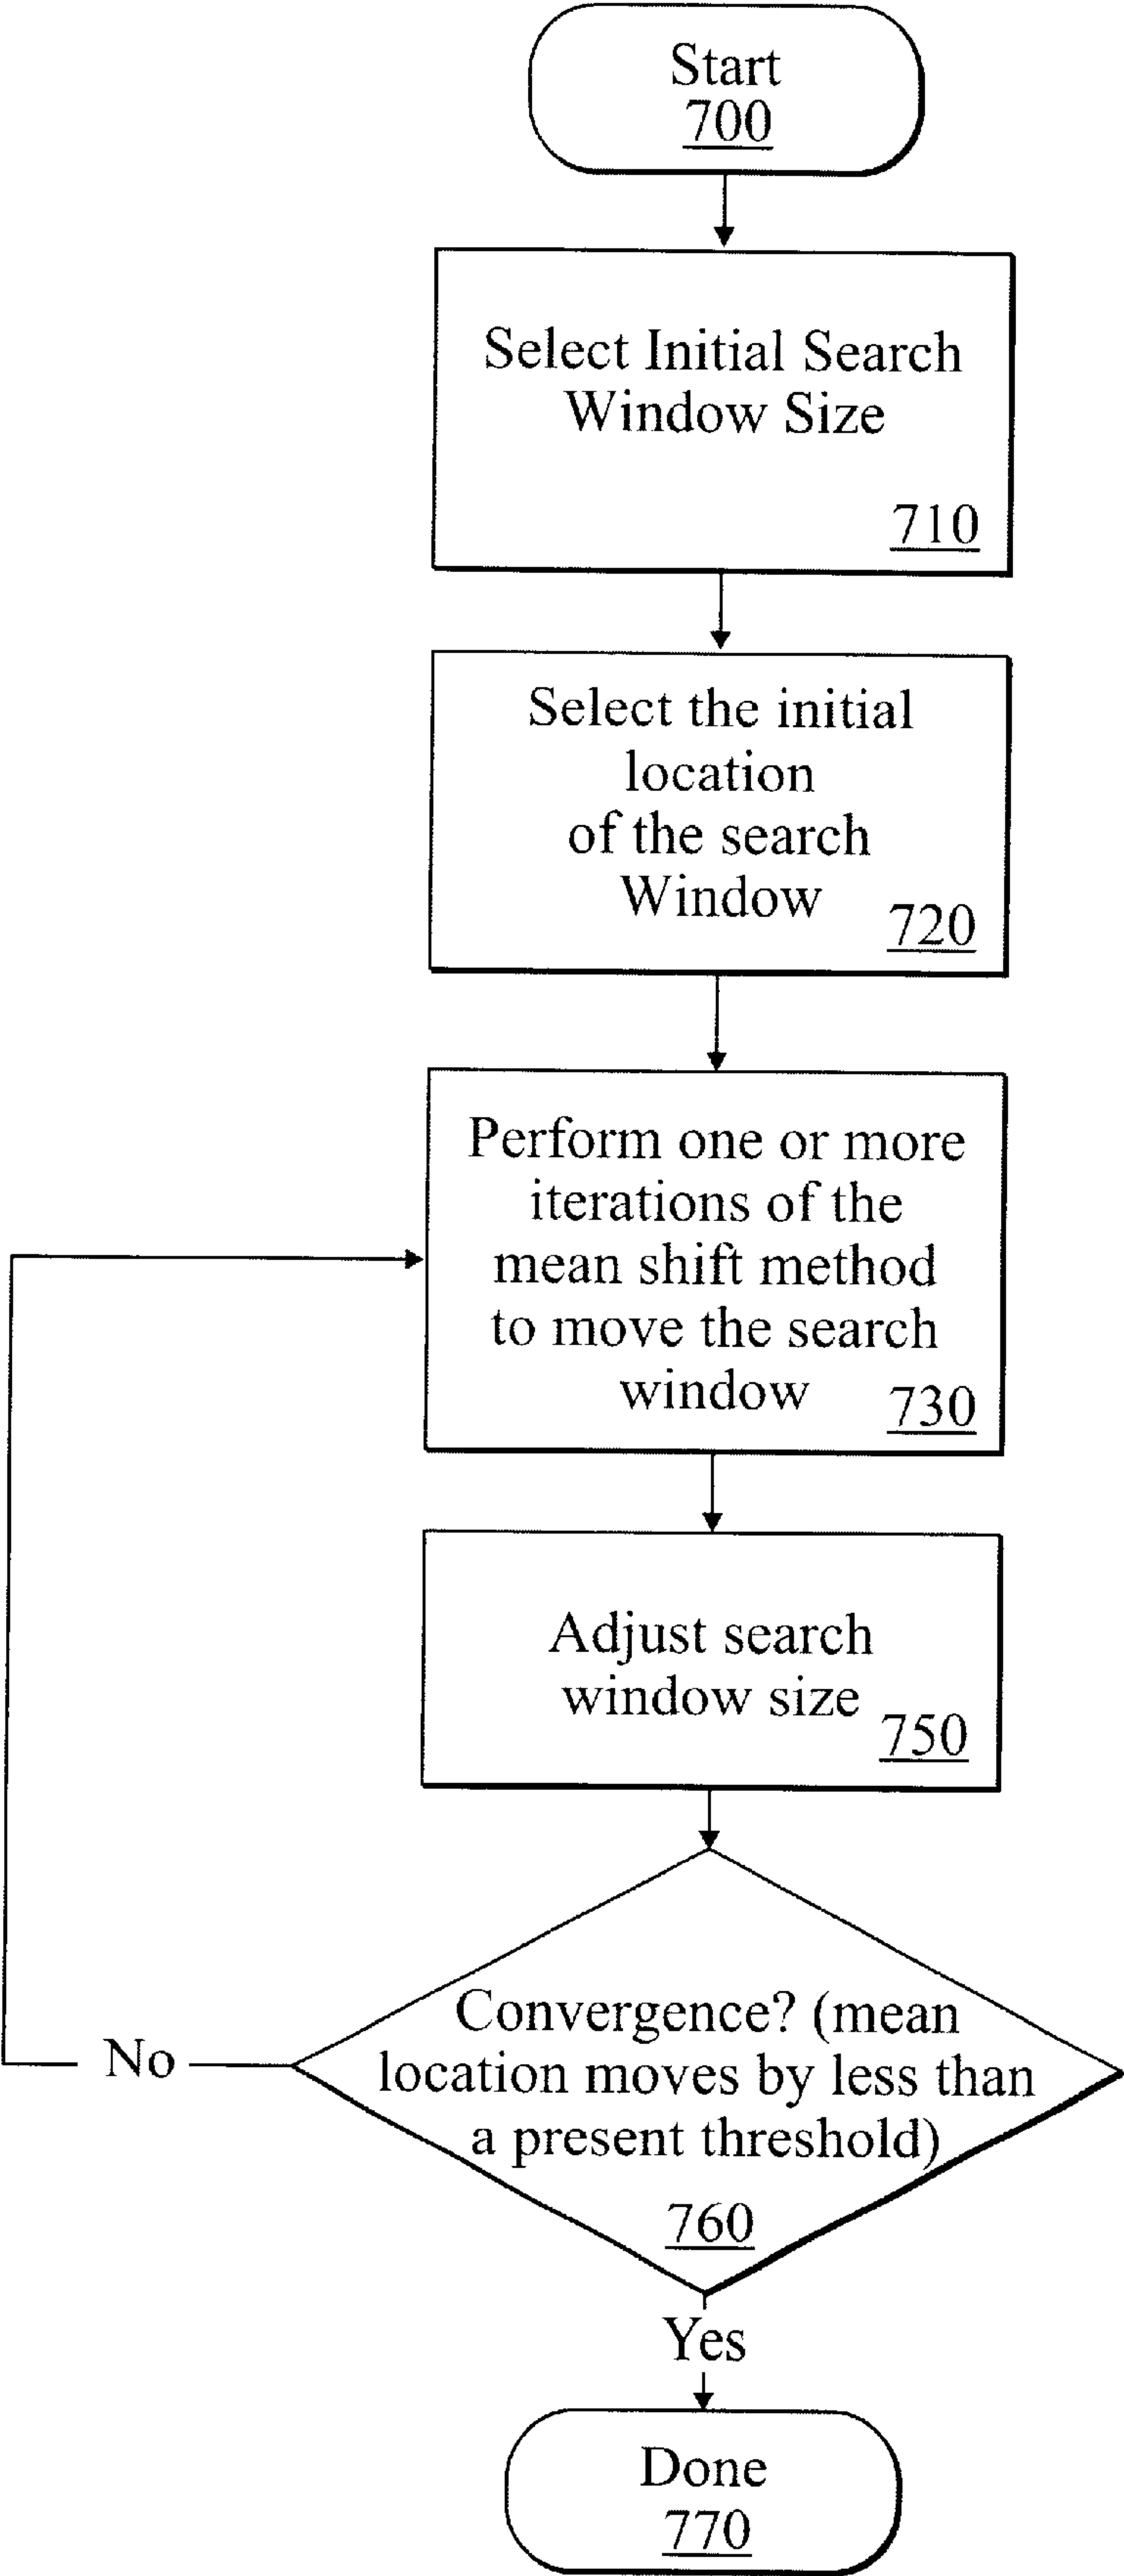 Start
700
Select Initial Search
Window Size
710
Select the initial
location
of the search
Window
720
Perform one or more
iterations of the
mean shift method
to move the search
window
730
Adjust search
window size
750
Convergence? (mean
location moves by less than
a present threshold)
760
No
Yes
Done
770